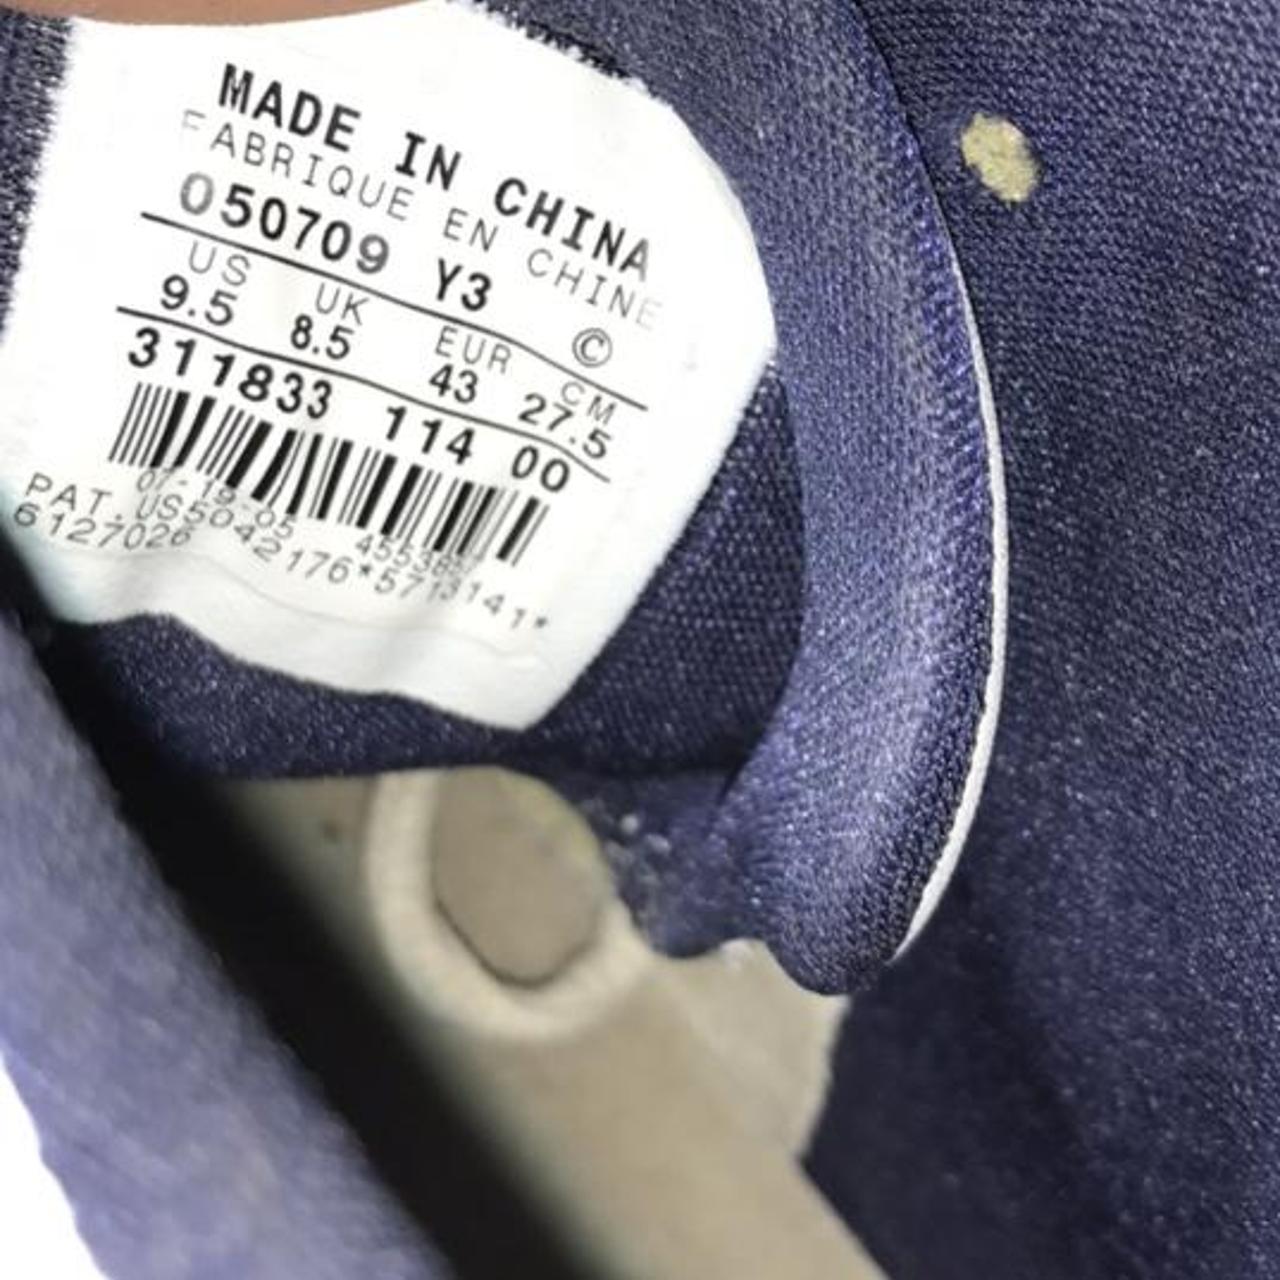 MADE IN CHINA
FABRIQUE EN CHINE
050709 Y3 ©
US UK EUR CM
9.5 8.5 43 27.5
311833 114 00
07-19-05
PAT. US5042176*5713141*
6127026